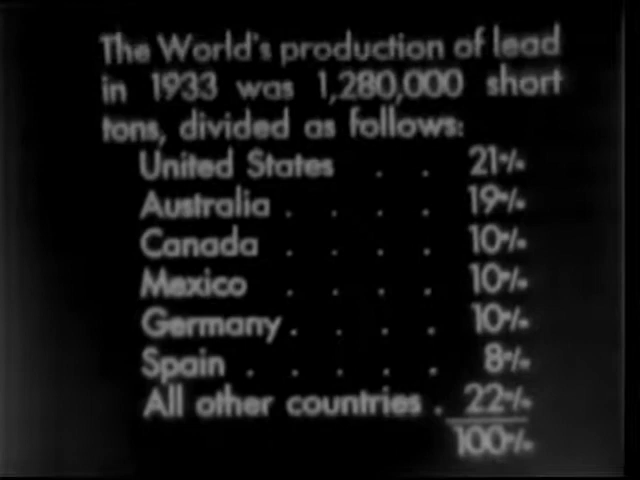 The World's production of lead
in 1933 was 1,280,000 short
tons, divided as follows:
United States . . 21%
Australia . . . . 19%
Canada . . . . 10%
Mexico . . . . 10%
Germany . . . . 10%
Spain . . . . . 8%
All other countries . 22%
100%